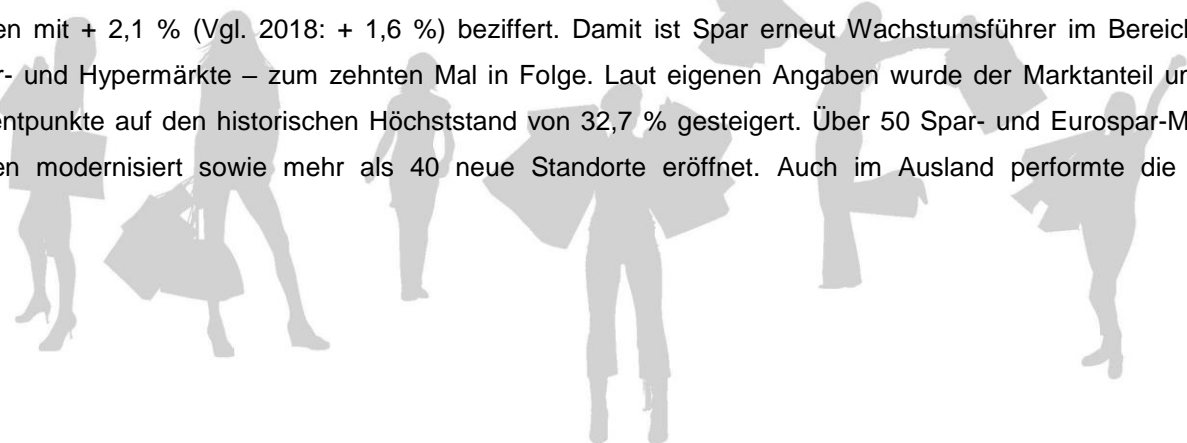 en mit + 2,1 % (Vgl. 2018: + 1,6 %) beziffert. Damit ist Spar erneut Wachstumsführer im Bereich
r- und Hypermärkte – zum zehnten Mal in Folge. Laut eigenen Angaben wurde der Marktanteil u
entpunkte auf den historischen Höchststand von 32,7 % gesteigert. Über 50 Spar- und Eurospar-M
en modernisiert sowie mehr als 40 neue Standorte eröffnet. Auch im Ausland performte die